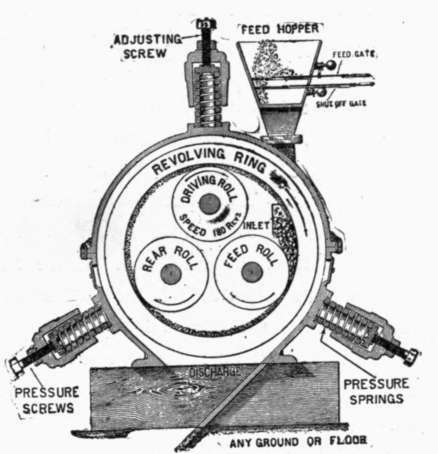 ADJUSTING
SCREW
FEED HOPPER
FEED GATE
SHUT OFF GATE
REVOLVING RING
DRIVING ROLL
SPEED 180 REVS
INLET
REAR ROLL
FEED ROLL
DISCHARGE
PRESSURE
SCREWS
PRESSURE
SPRINGS
ANY GROUND OR FLOOR